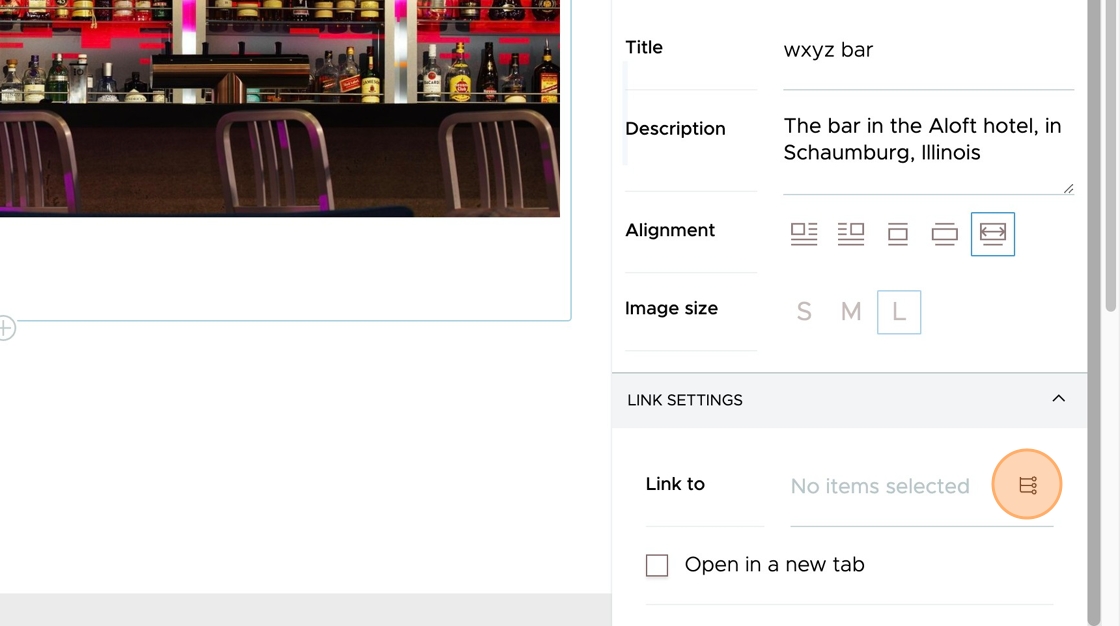 Title
wxyz bar
Description
The bar in the Aloft hotel, in
Schaumburg, Illinois
Alignment
Image size
S M L
LINK SETTINGS
Link to
No items selected
Open in a new tab